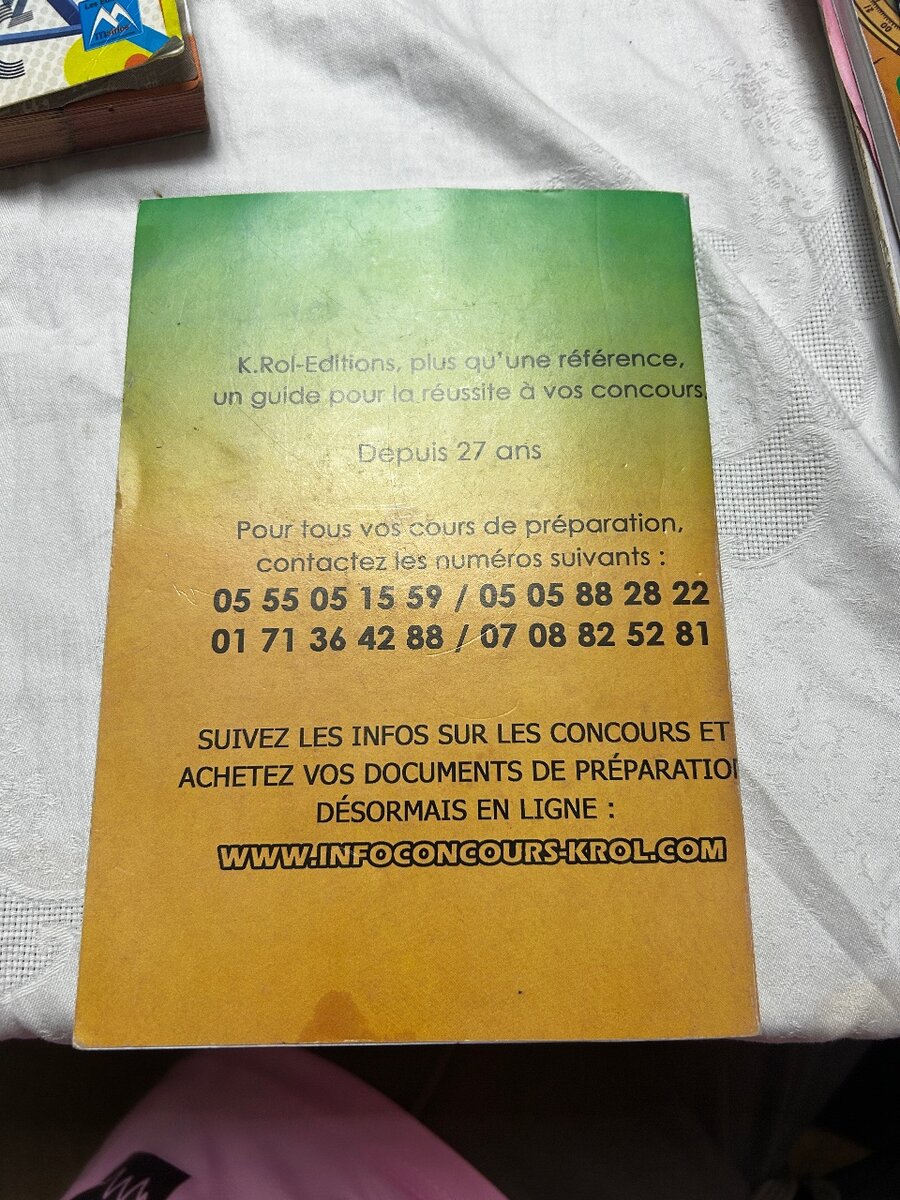 K.Rol-Editions, plus qu'une référence,
un guide pour la réussite à vos concours.
Depuis 27 ans
Pour tous vos cours de préparation,
contactez les numéros suivants :
05 55 05 15 59 / 05 05 88 28 22
01 71 36 42 88 / 07 08 82 52 81
SUIVEZ LES INFOS SUR LES CONCOURS ET
ACHETEZ VOS DOCUMENTS DE PRÉPARATIO
DÉSORMAIS EN LIGNE :
WWW.INFOCONCOURS-KROL.COM